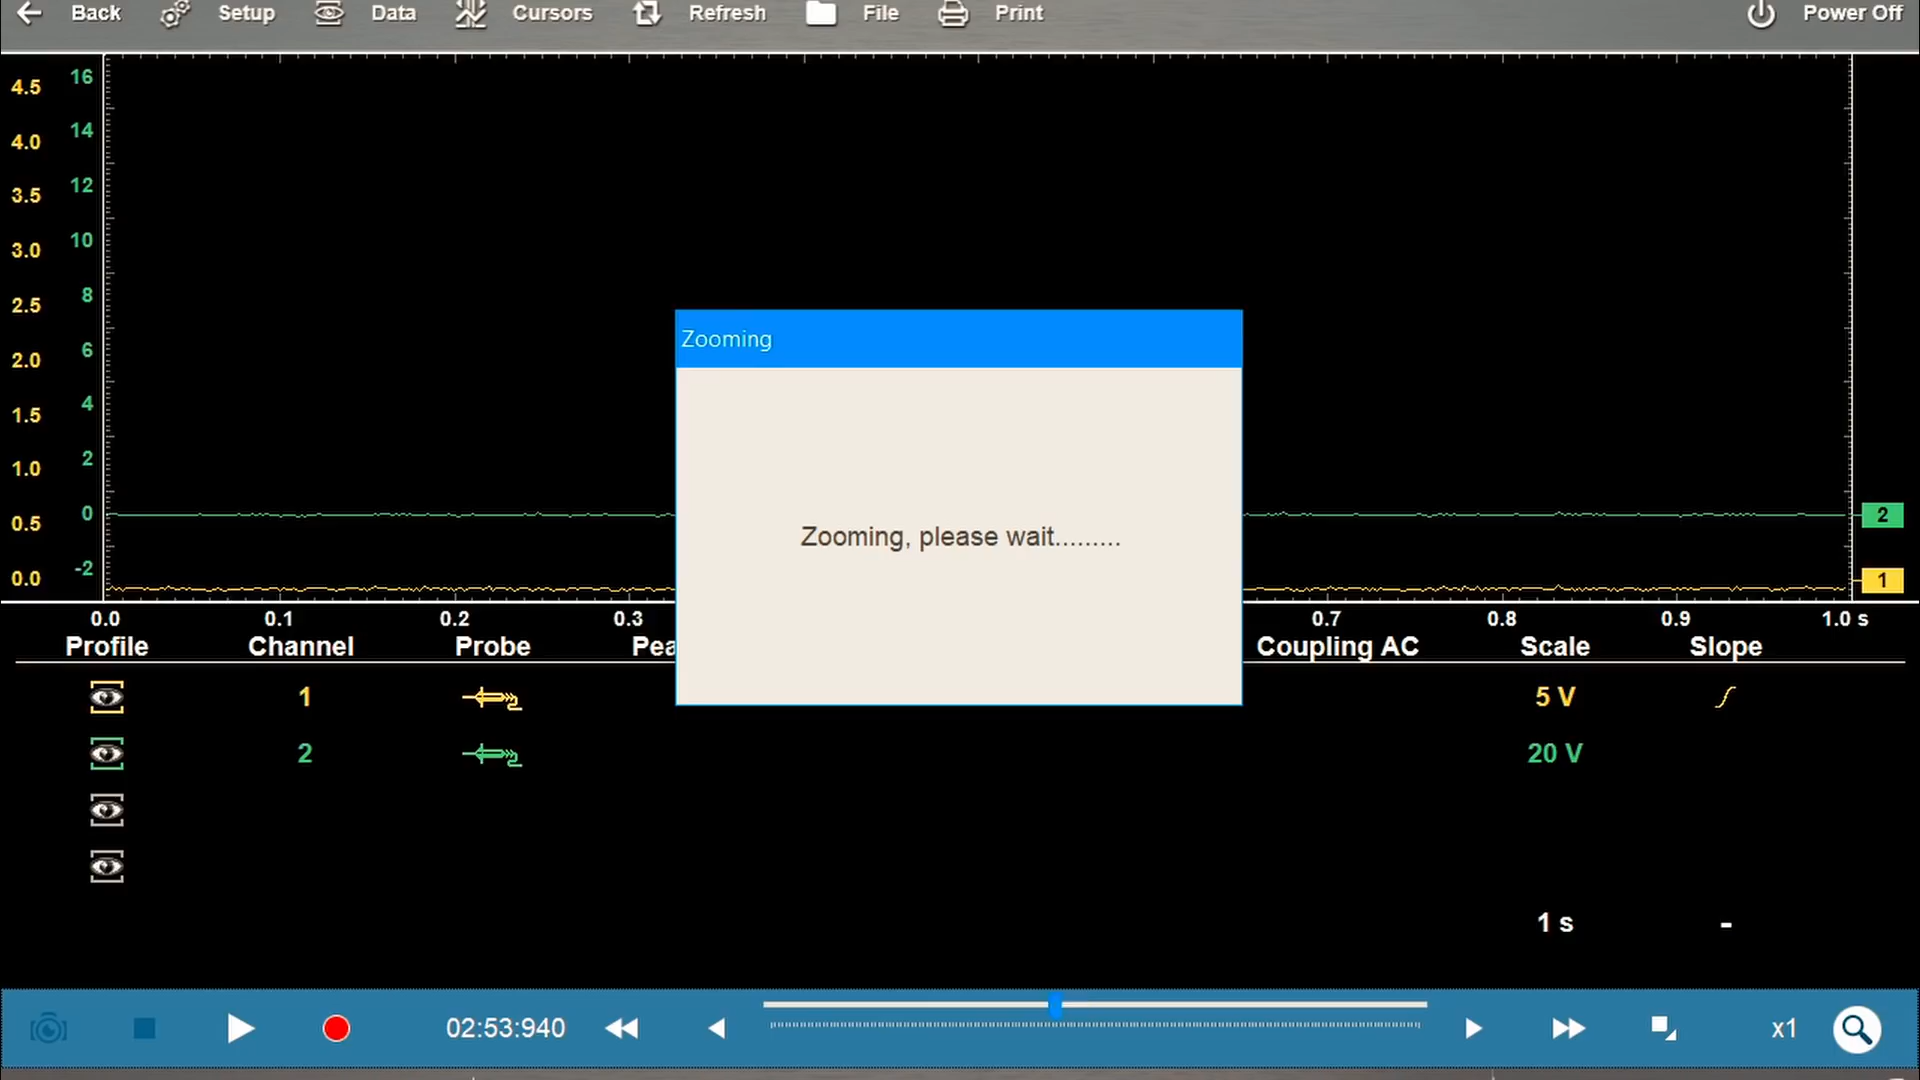 Back Setup Data Cursors Refresh File Print Power Off
4.5 16
4.0 14
3.5 12
3.0 10
2.5 8
2.0 6
1.5 4
1.0 2
0.5 0
0.0 -2
2
1
Zooming
Zooming, please wait.........
0.0 0.1 0.2 0.3 0.7 0.8 0.9 1.0 s
Profile Channel Probe Pea Coupling AC Scale Slope
1 5 V
2 20 V
1 s -
02:53:940 x1